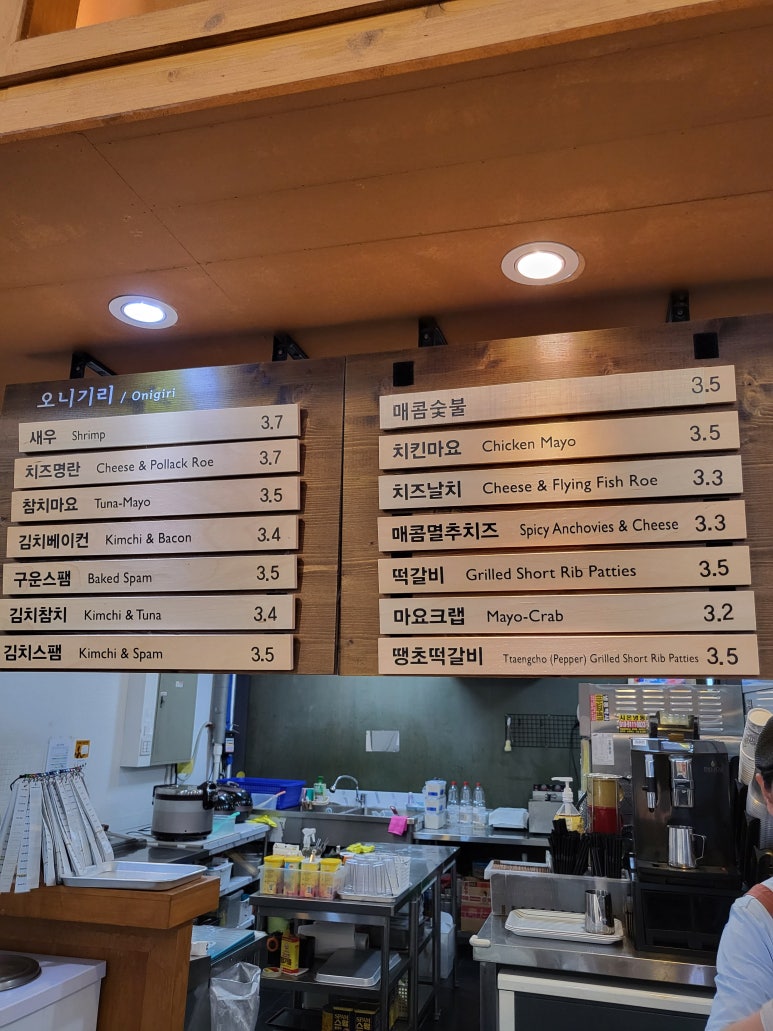 오니기리 / Onigiri
새우 Shrimp 3.7
치즈명란 Cheese & Pollack Roe 3.7
참치마요 Tuna-Mayo 3.5
김치베이컨 Kimchi & Bacon 3.4
구운스팸 Baked Spam 3.5
김치참치 Kimchi & Tuna 3.4
김치스팸 Kimchi & Spam 3.5
매콤숯불 3.5
치킨마요 Chicken Mayo 3.5
치즈날치 Cheese & Flying Fish Roe 3.3
매콤멸추치즈 Spicy Anchovies & Cheese 3.3
떡갈비 Grilled Short Rib Patties 3.5
마요크랩 Mayo-Crab 3.2
땡초떡갈비 Ttaengcho (Pepper) Grilled Short Rib Patties 3.5